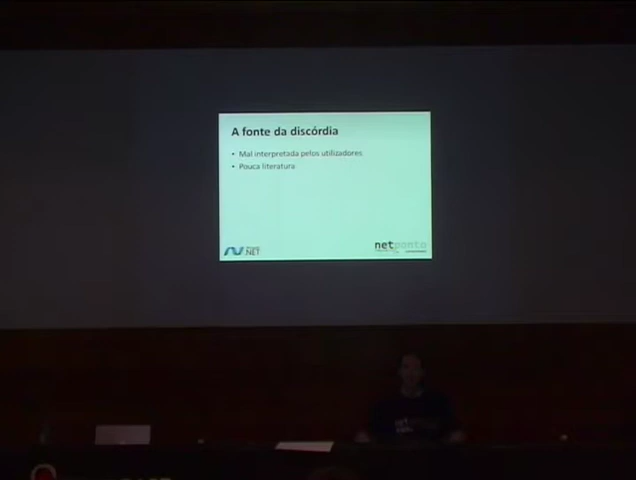 A fonte da discórdia
• Mal interpretada pelos utilizadores
• Pouca literatura
.NET
netponto